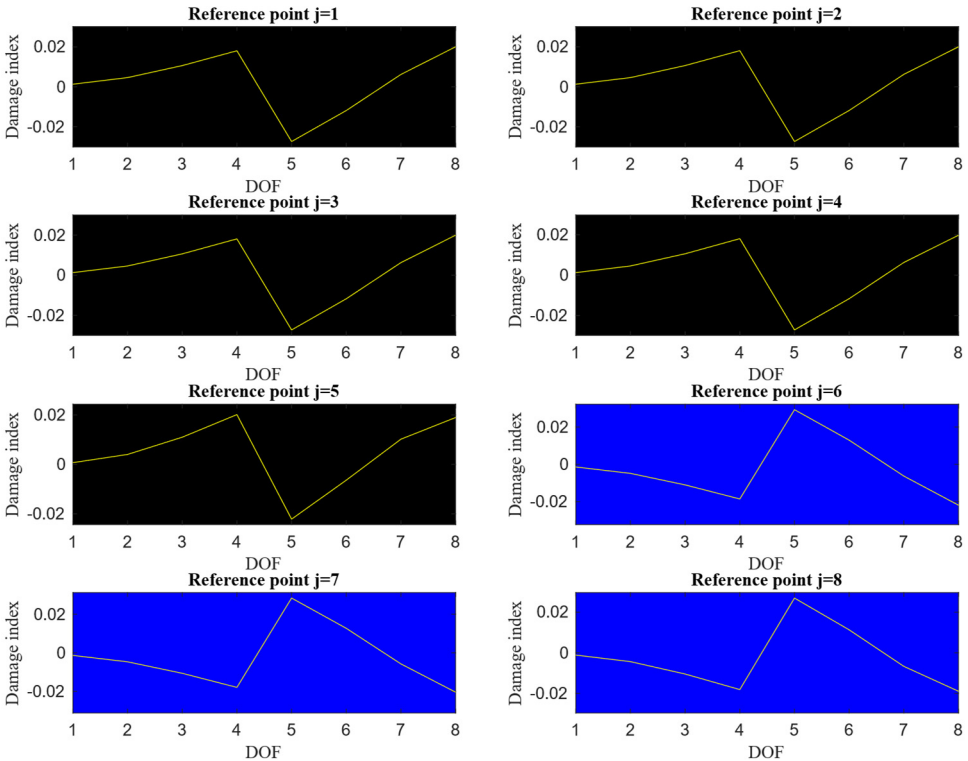 Reference point j=1
Damage index
0.02
0
-0.02
1 2 3 4 5 6 7 8
DOF
Reference point j=2
Damage index
0.02
0
-0.02
1 2 3 4 5 6 7 8
DOF
Reference point j=3
Damage index
0.02
0
-0.02
1 2 3 4 5 6 7 8
DOF
Reference point j=4
Damage index
0.02
0
-0.02
1 2 3 4 5 6 7 8
DOF
Reference point j=5
Damage index
0.02
0
-0.02
1 2 3 4 5 6 7 8
DOF
Reference point j=6
Damage index
0.02
0
-0.02
1 2 3 4 5 6 7 8
DOF
Reference point j=7
Damage index
0.02
0
-0.02
1 2 3 4 5 6 7 8
DOF
Reference point j=8
Damage index
0.02
0
-0.02
1 2 3 4 5 6 7 8
DOF